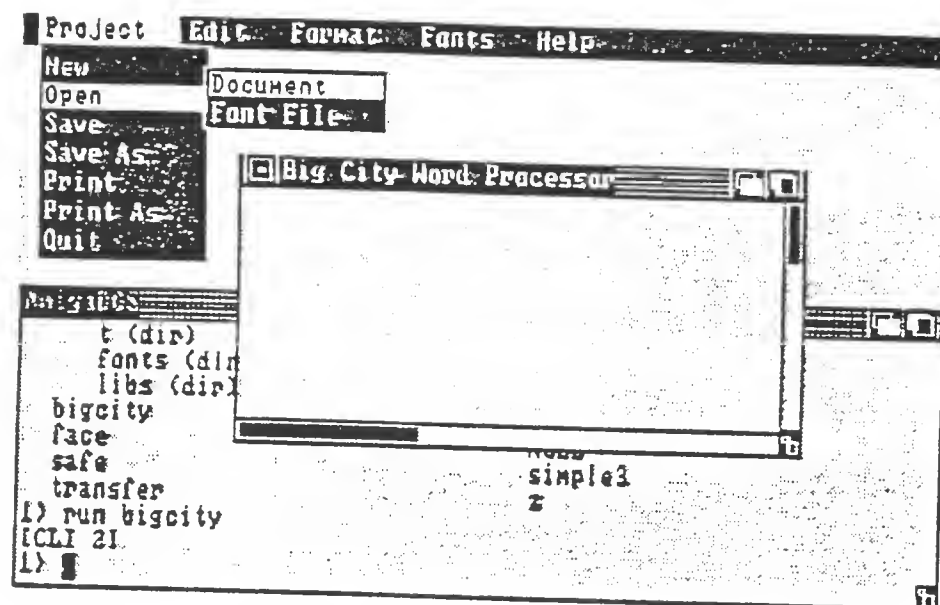 Project Edit Format Fonts Help
New
Open
Save
Save As
Print
Print As
Quit
Document
Font File
Big City Word Processor
AmigaDOS
t (dir)
fonts (dir
libs (dir)
bigcity
face
safe
transfer
simple3
z
1> run bigcity
[CLI 2]
1>